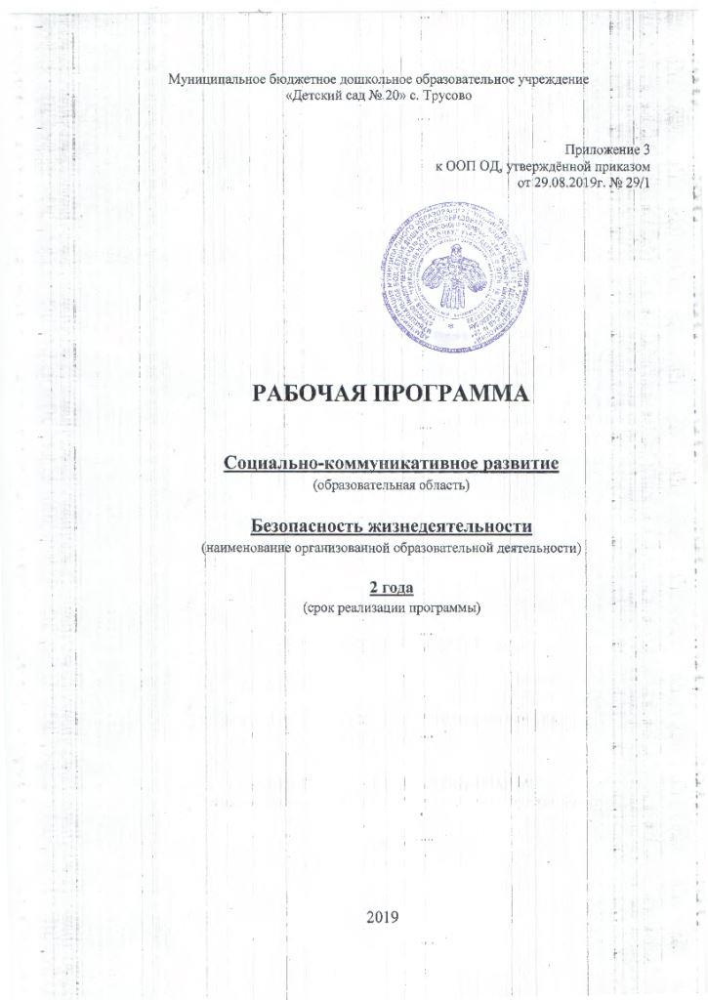 Муниципальное бюджетное дошкольное образовательное учреждение
«Детский сад № 20» с. Трусово
Приложение 3
к ООП ОД, утверждённой приказом
от 29.08.2019г. № 29/1
РАБОЧАЯ ПРОГРАММА
Социально-коммуникативное развитие
(образовательная область)
Безопасность жизнедеятельности
(наименование организованной образовательной деятельности)
2 года
(срок реализации программы)
2019